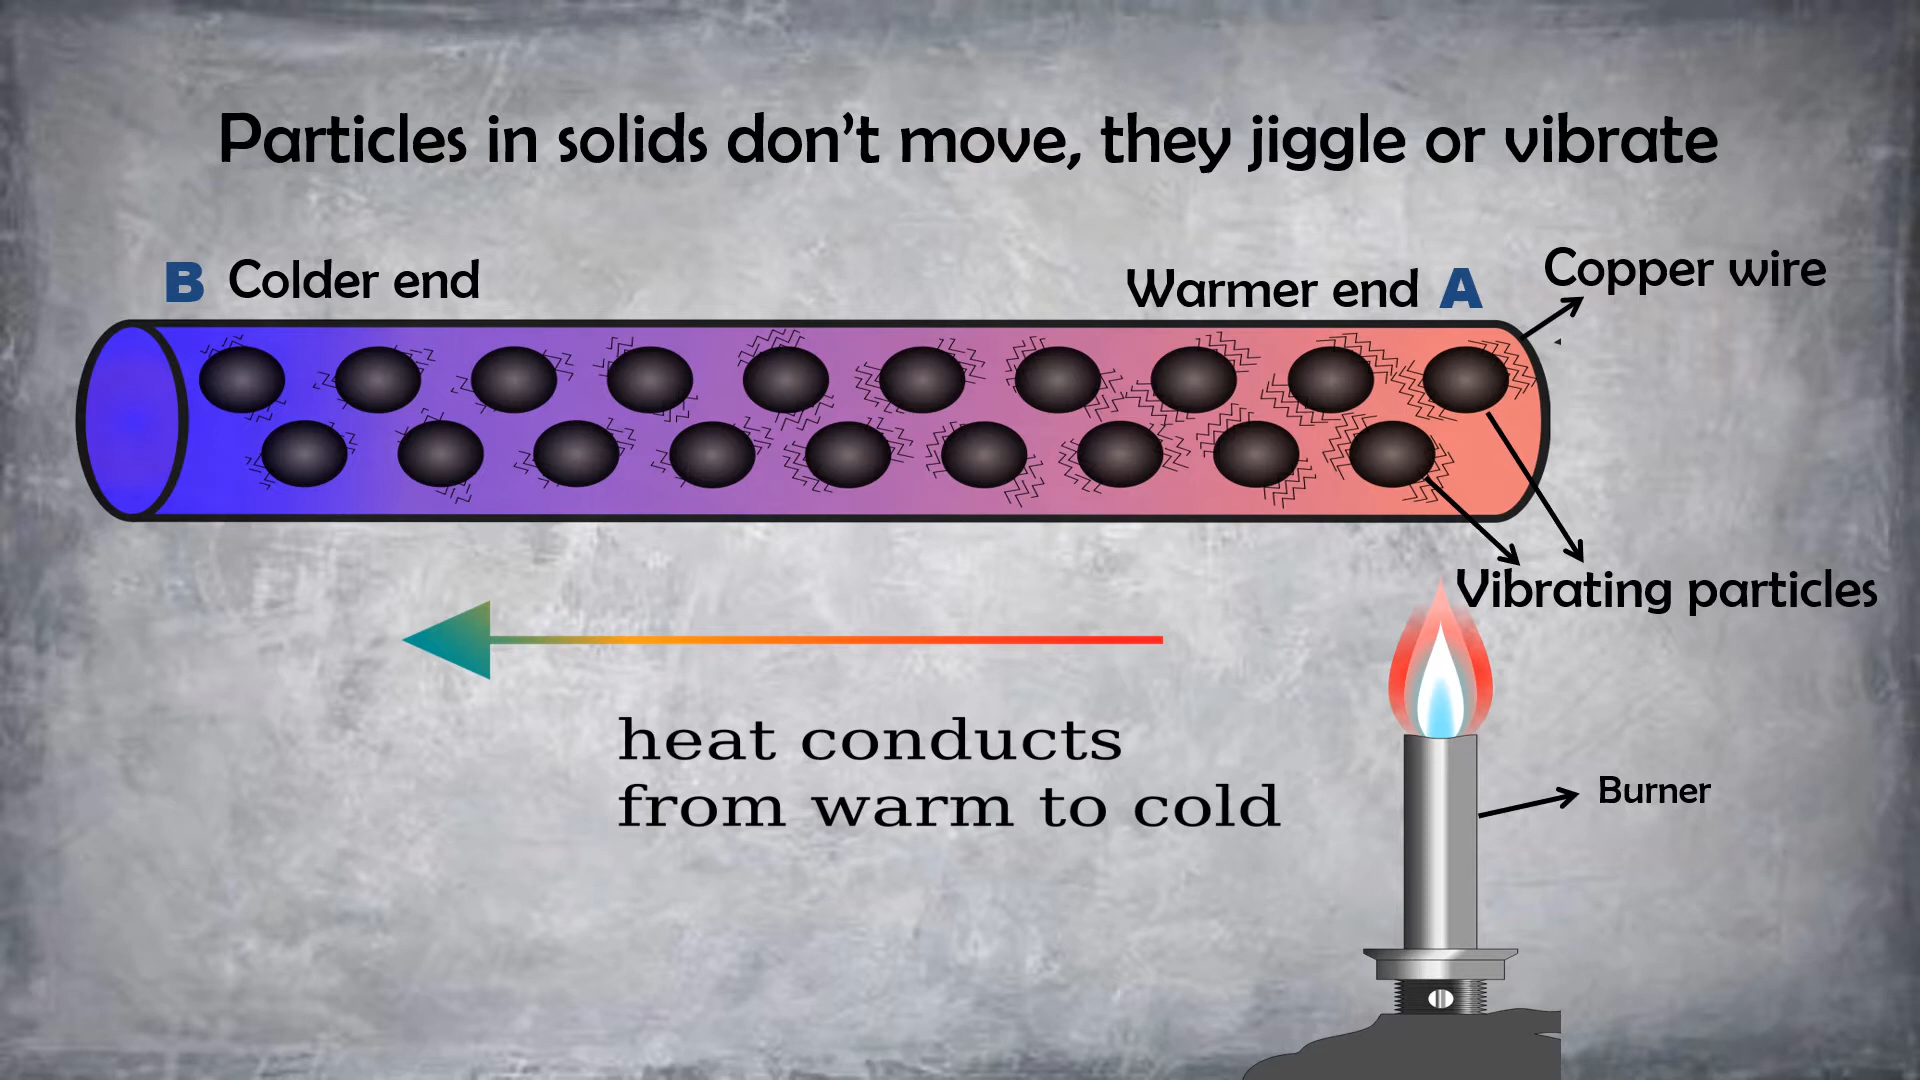 Particles in solids don’t move, they jiggle or vibrate
B Colder end
Warmer end A
Copper wire
Vibrating particles
heat conducts
from warm to cold
Burner